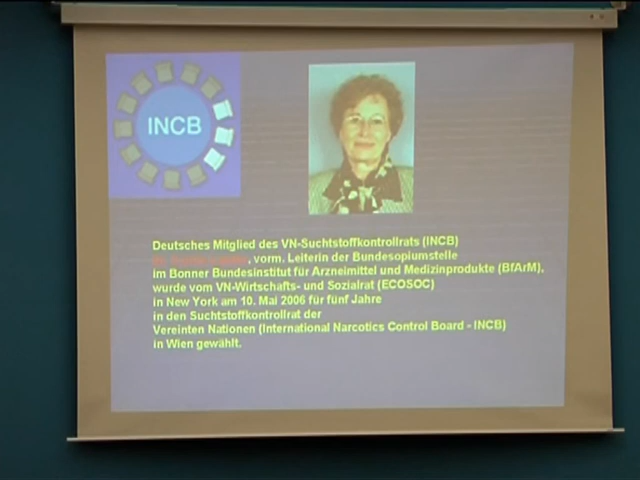 INCB
Deutsches Mitglied des VN-Suchtstoffkontrollrats (INCB)
, vorm. Leiterin der Bundesopiumstelle
im Bonner Bundesinstitut für Arzneimittel und Medizinprodukte (BfArM),
wurde vom VN-Wirtschafts- und Sozialrat (ECOSOC)
in New York am 10. Mai 2006 für fünf Jahre
in den Suchtstoffkontrollrat der
Vereinten Nationen (International Narcotics Control Board - INCB)
in Wien gewählt.